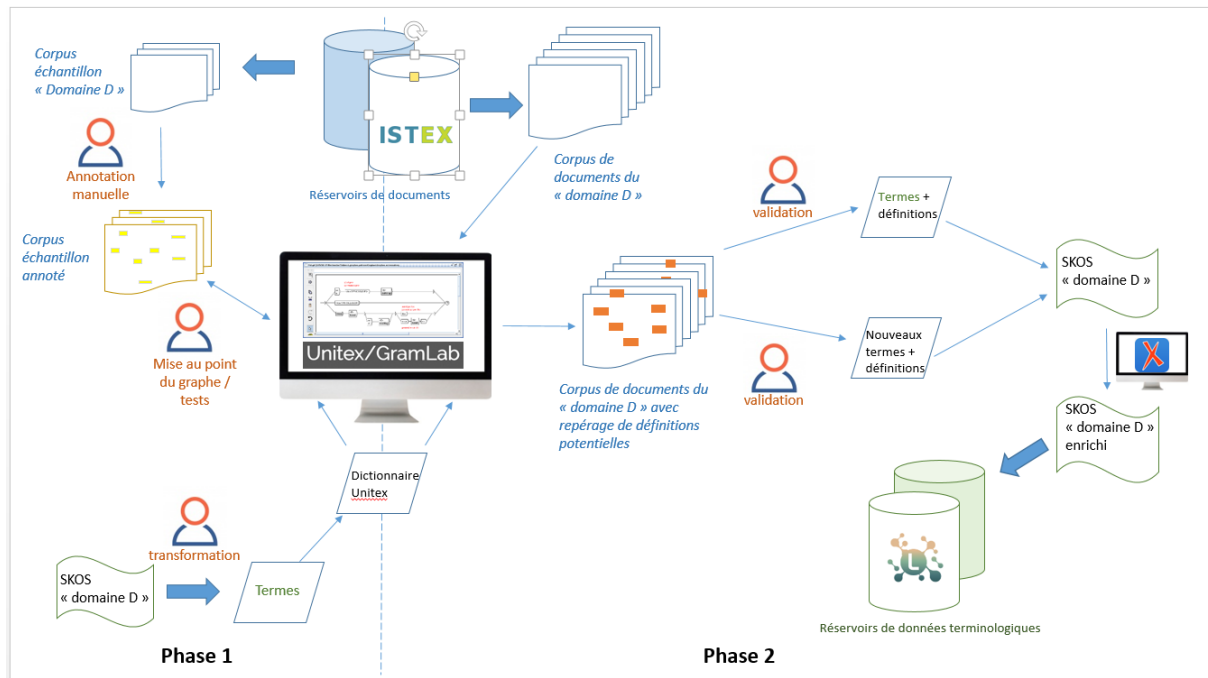 Corpus
échantillon
« Domaine D »
ISTEX
Réservoirs de documents
Corpus de
documents du
« domaine D »
Annotation
manuelle
Corpus
échantillon
annoté
Mise au point
du graphe /
tests
Unitex/GramLab
Dictionnaire
Unitex
transformation
SKOS
« domaine D »
Termes
Phase 1
validation
Termes +
définitions
Corpus de documents du
« domaine D » avec
repérage de définitions
potentielles
validation
Nouveaux
termes +
définitions
SKOS
« domaine D »
X
SKOS
« domaine D »
enrichi
L
Réservoirs de données terminologiques
Phase 2